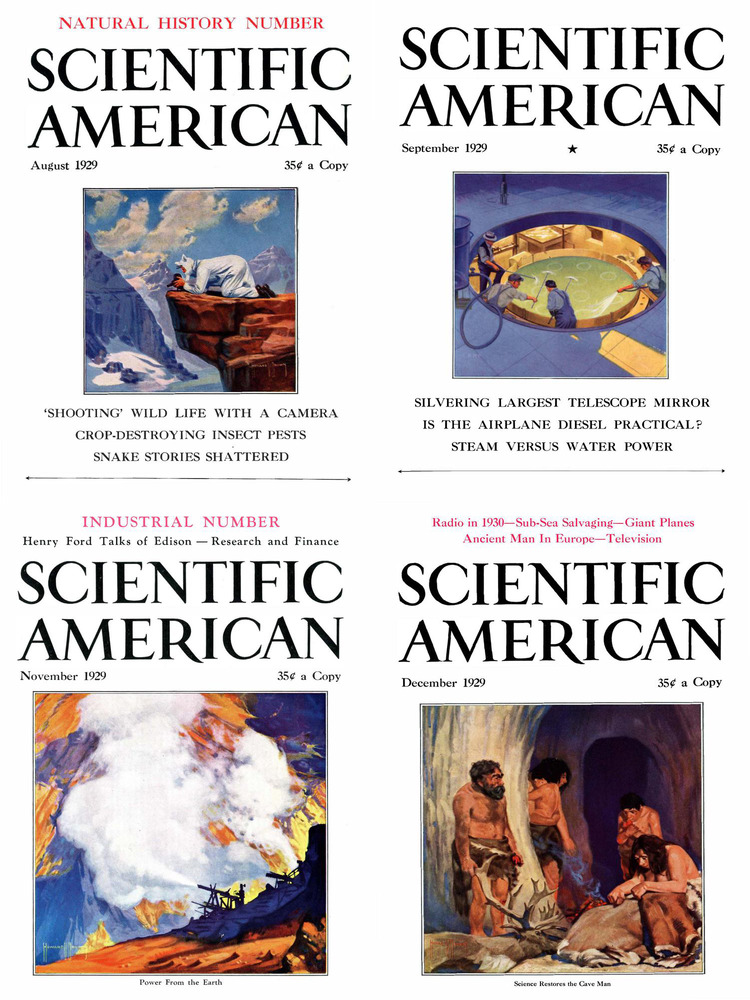 NATURAL HISTORY NUMBER
SCIENTIFIC
AMERICAN
August 1929 35¢ a Copy
'SHOOTING' WILD LIFE WITH A CAMERA
CROP-DESTROYING INSECT PESTS
SNAKE STORIES SHATTERED
SCIENTIFIC
AMERICAN
September 1929 ★ 35¢ a Copy
SILVERING LARGEST TELESCOPE MIRROR
IS THE AIRPLANE DIESEL PRACTICAL?
STEAM VERSUS WATER POWER
INDUSTRIAL NUMBER
Henry Ford Talks of Edison — Research and Finance
SCIENTIFIC
AMERICAN
November 1929 35¢ a Copy
Power From the Earth
Radio in 1930—Sub-Sea Salvaging—Giant Planes
Ancient Man In Europe—Television
SCIENTIFIC
AMERICAN
December 1929 35¢ a Copy
Science Restores the Cave Man